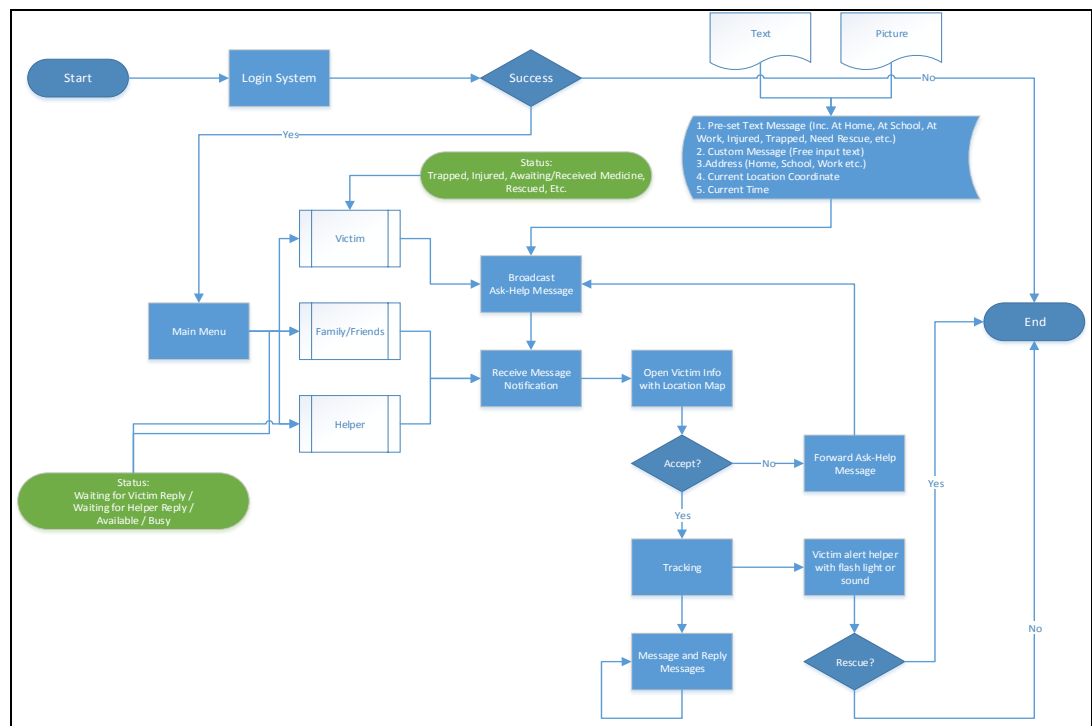 Text
Picture
Start
Login System
Success
No
Yes
1. Pre-set Text Message (Inc. At Home, At School, At
Work, Injured, Trapped, Need Rescue, etc.)
2. Custom Message (Free input text)
3.Address (Home, School, Work etc.)
4. Current Location Coordinate
5. Current Time
Status:
Trapped, Injured, Awaiting/Received Medicine,
Rescued, Etc.
Victim
Broadcast
Ask-Help Message
Main Menu
Family/Friends
End
Receive Message
Notification
Open Victim Info
with Location Map
Helper
Accept?
No
Forward Ask-Help
Message
Yes
Status:
Waiting for Victim Reply /
Waiting for Helper Reply /
Available / Busy
Yes
Tracking
Victim alert helper
with flash light or
sound
No
Message and Reply
Messages
Rescue?